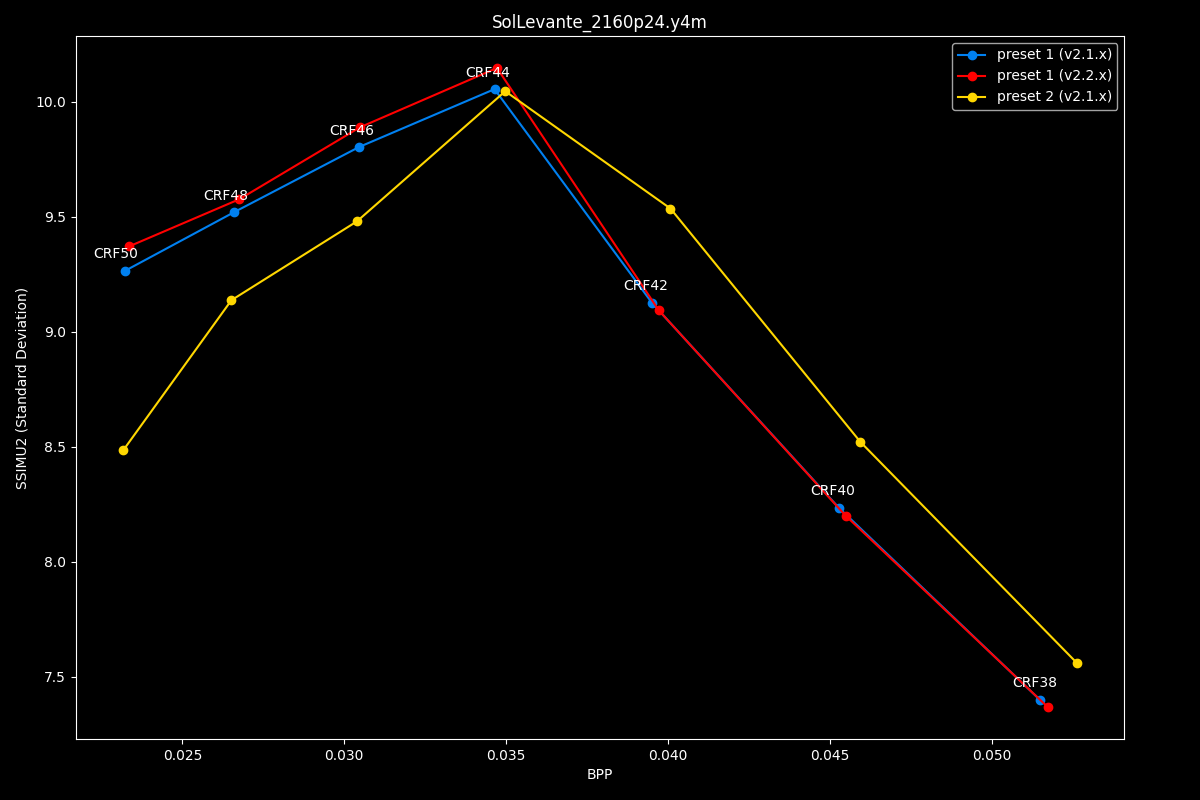 SolLevante_2160p24.y4m
preset 1 (v2.1.x)
preset 1 (v2.2.x)
preset 2 (v2.1.x)
CRF44
CRF46
CRF48
CRF50
CRF42
CRF40
CRF38
10.0
9.5
9.0
8.5
8.0
7.5
SSIMU2 (Standard Deviation)
0.025
0.030
0.035
0.040
0.045
0.050
BPP